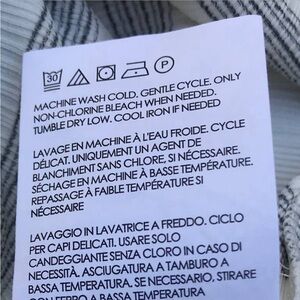 30 P
MACHINE WASH COLD, GENTLE CYCLE. ONLY
NON-CHLORINE BLEACH WHEN NEEDED.
TUMBLE DRY LOW. COOL IRON IF NEEDED
LAVAGE EN MACHINE À L'EAU FROIDE. CYCLE
DÉLICAT. UNIQUEMENT UN AGENT DE
BLANCHIMENT SANS CHLORE, SI NÉCESSAIRE.
SÉCHAGE EN MACHINE À BASSE TEMPÉRATURE.
REPASSAGE À FAIBLE TEMPÉRATURE SI
NÉCESSAIRE
LAVAGGIO IN LAVATRICE A FREDDO. CICLO
PER CAPI DELICATI. USARE SOLO
CANDEGGIANTE SENZA CLORO IN CASO DI
NECESSITÀ. ASCIUGATURA A TAMBURO A
BASSA TEMPERATURA. SE NECESSARIO, STIRARE
CON FERRO A BASSA TEMPERATURA